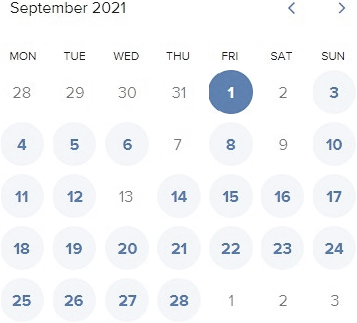 September 2021
MON TUE WED THU FRI SAT SUN
28 29 30 31 1 2 3
4 5 6 7 8 9 10
11 12 13 14 15 16 17
18 19 20 21 22 23 24
25 26 27 28 1 2 3